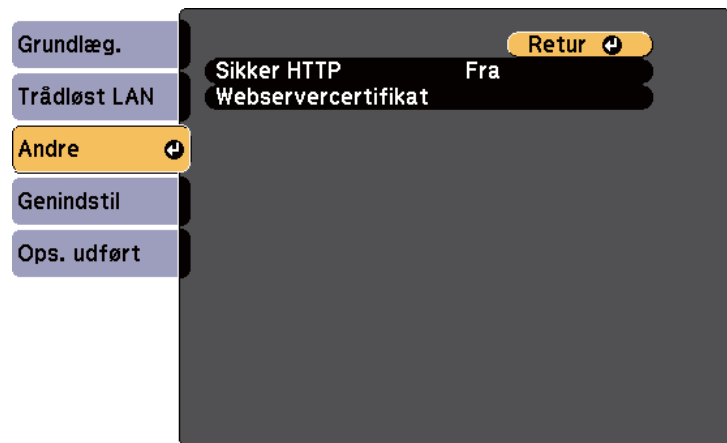 Grundlæg.
Trådløst LAN
Andre
Genindstil
Ops. udført
Retur
Sikker HTTP Fra
Webservercertifikat